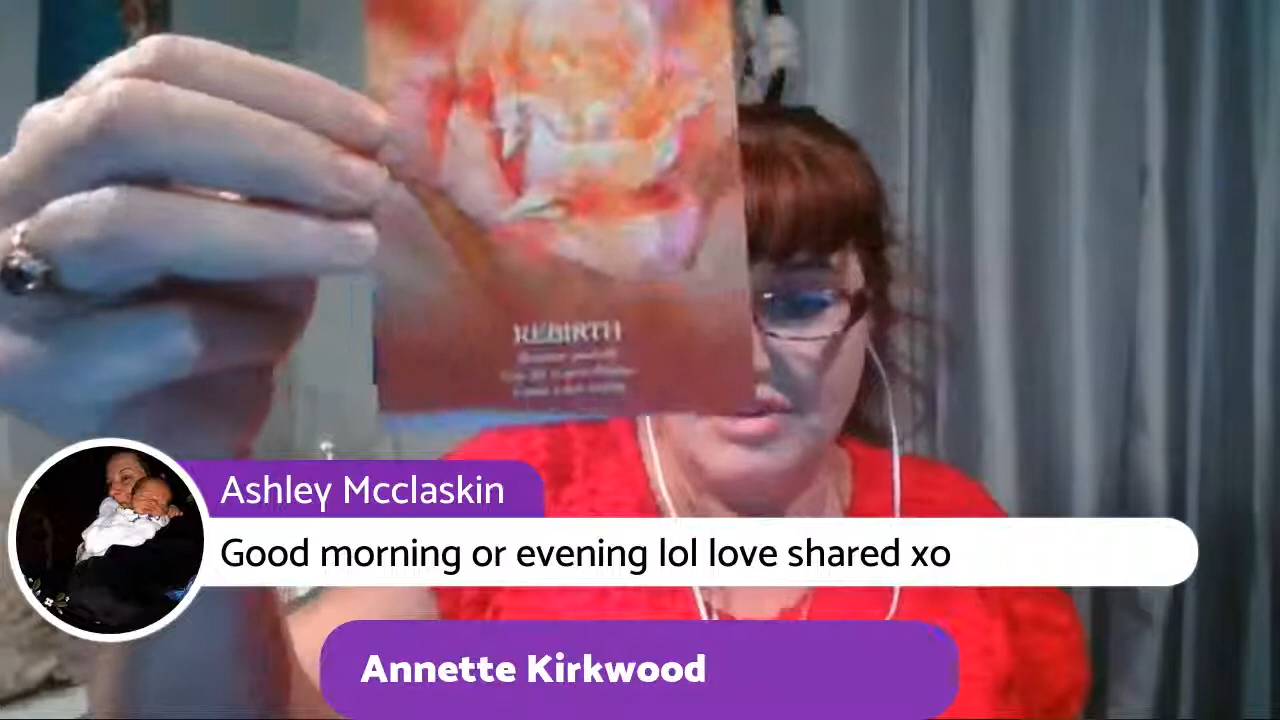 REBIRTH
Ashley Mcclaskin
Good morning or evening lol love shared xo
Annette Kirkwood